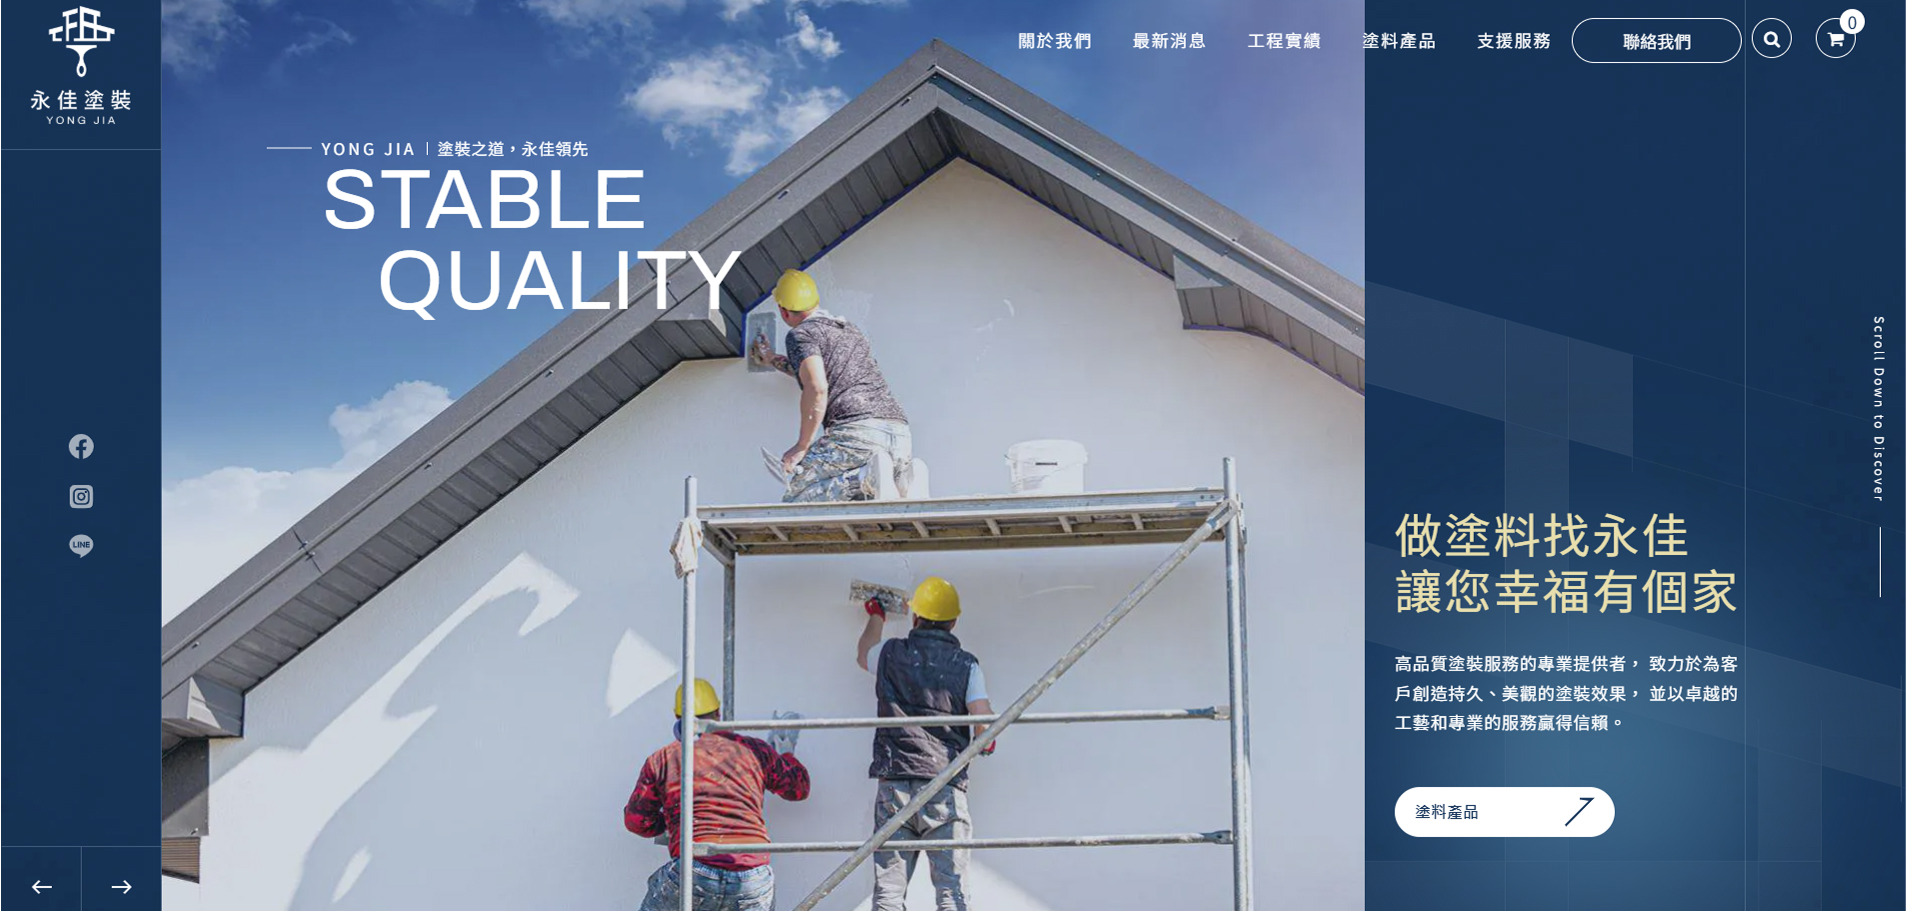 永佳塗裝
YONG JIA
關於我們
最新消息
工程實績
塗料產品
支援服務
聯絡我們
0
YONG JIA
塗裝之道，永佳領先
STABLE
QUALITY
LINE
Scroll Down to Discover
做塗料找永佳
讓您幸福有個家
高品質塗裝服務的專業提供者， 致力於為客
戶創造持久、美觀的塗裝效果， 並以卓越的
工藝和專業的服務贏得信賴。
塗料產品